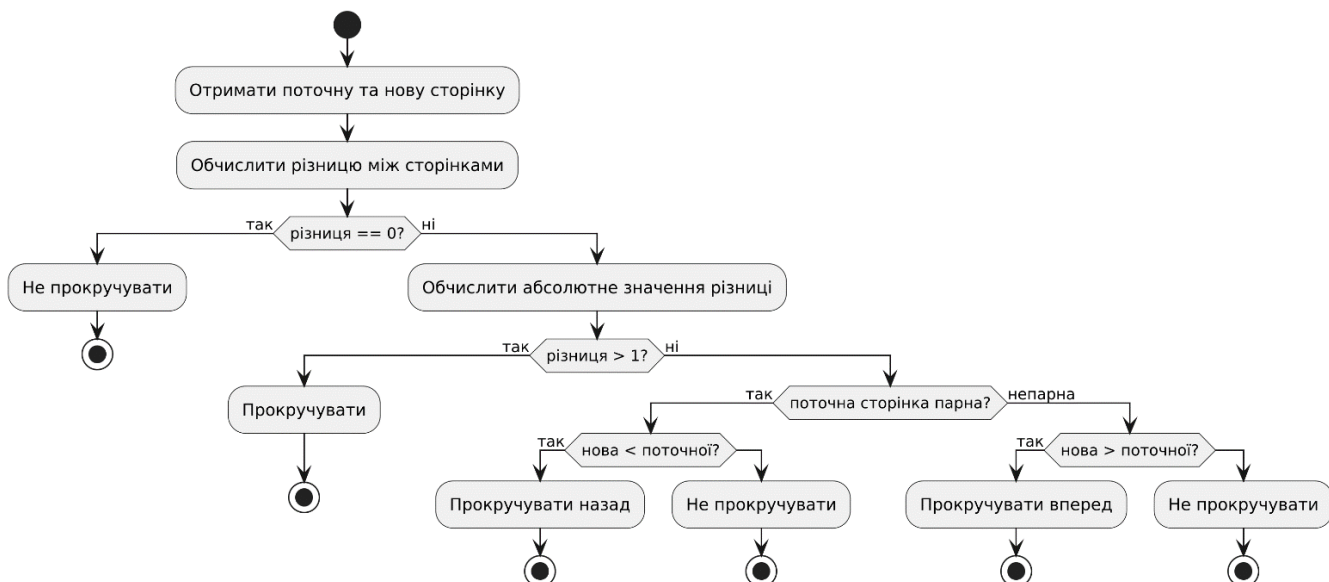 Отримати поточну та нову сторінку
Обчислити різницю між сторінками
так
різниця == 0?
ні
Не прокручувати
Обчислити абсолютне значення різниці
так
різниця > 1?
ні
Прокручувати
так
поточна сторінка парна?
непарна
так
нова < поточної?
так
нова > поточної?
Прокручувати назад
Не прокручувати
Прокручувати вперед
Не прокручувати